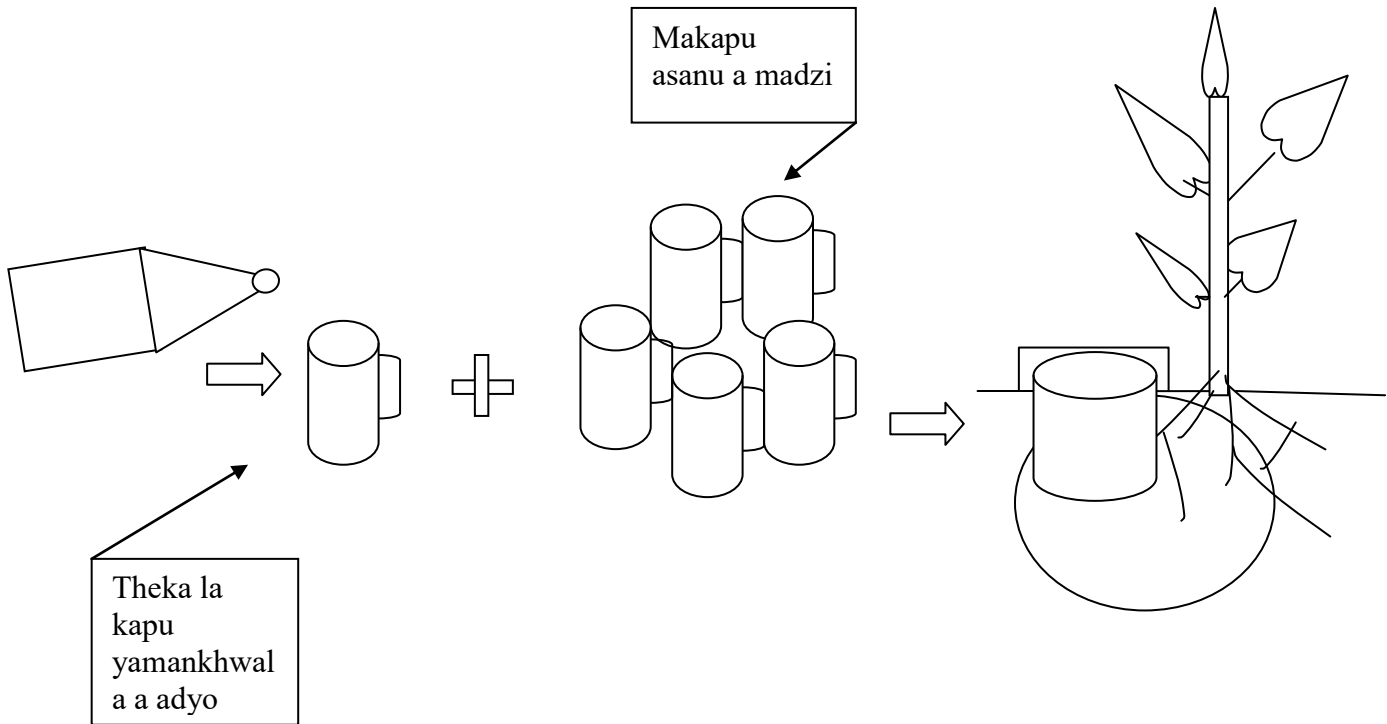 Makapu
asanu a madzi
Theka la
kapu
yamankhwal
a a adyo